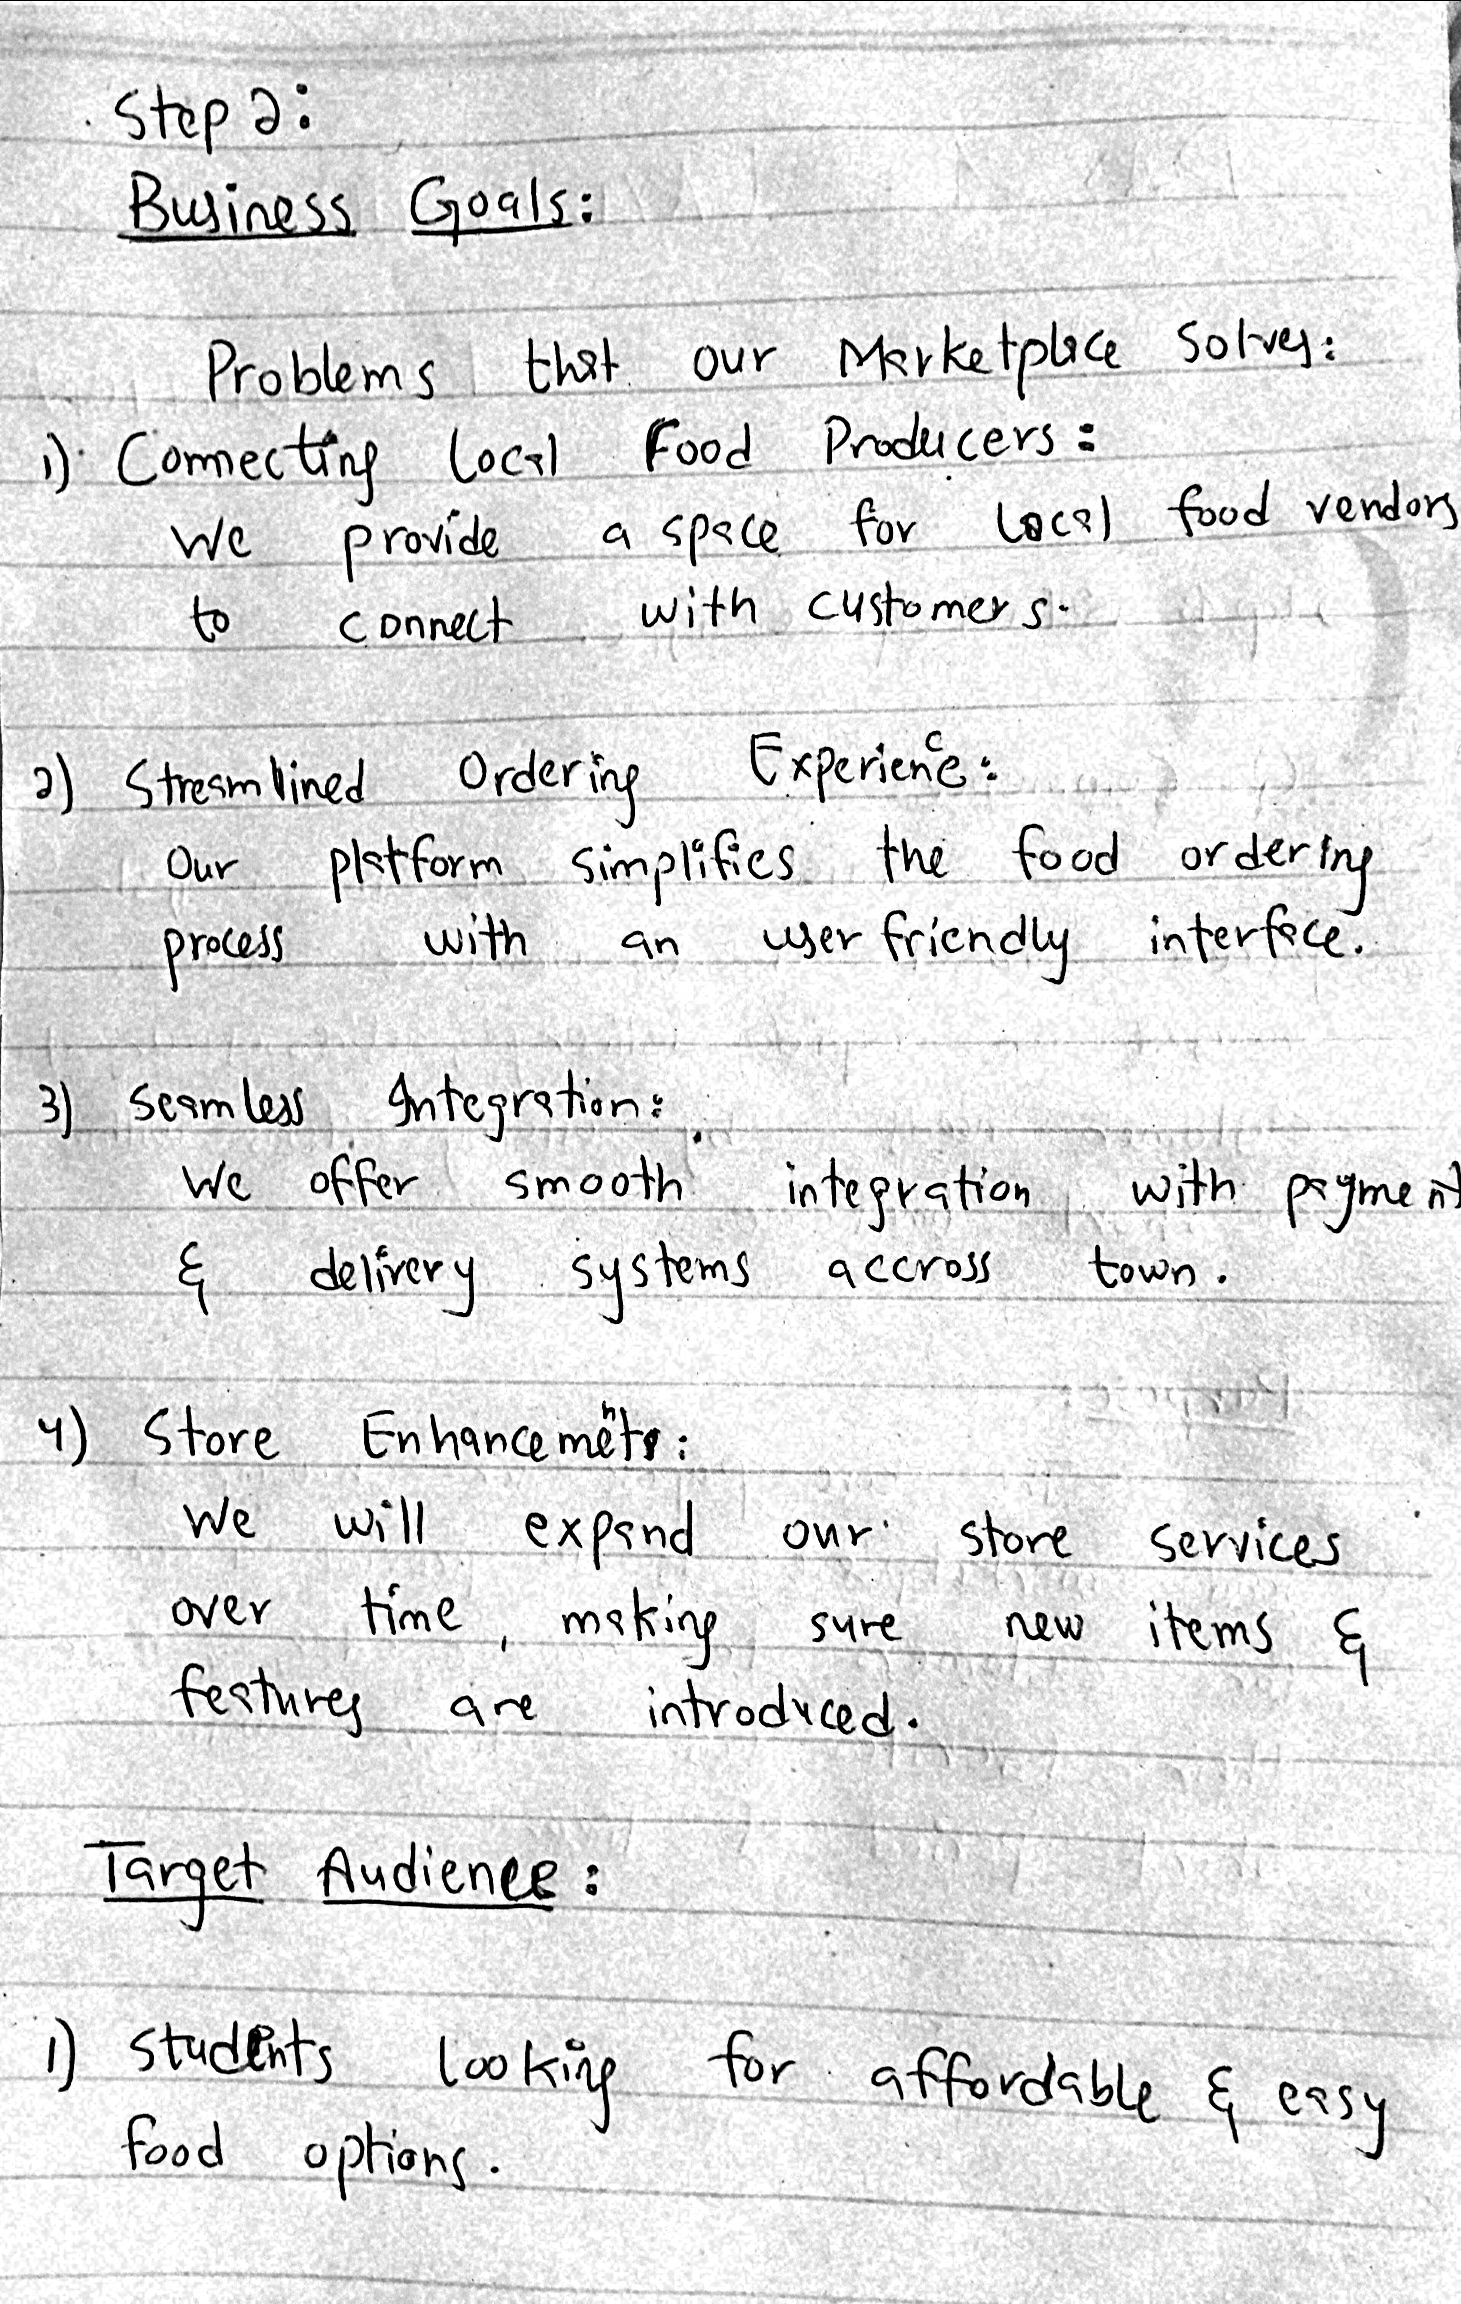 Step 2:
Business Goals:
Problems that our Marketplace Solves:
1) Connecting Local Food Producers:
We provide a space for Local food vendors
to connect with customers.
2) Streamlined Ordering Experience:
Our platform simplifies the food ordering
process with an user friendly interface.
3) Seamless Integration:
We offer smooth integration with payment
& delivery systems accross town.
4) Store Enhancements:
We will expand our store services
over time, making sure new items &
features are introduced.
Target Audience:
1) Students looking for affordable & easy
food options.